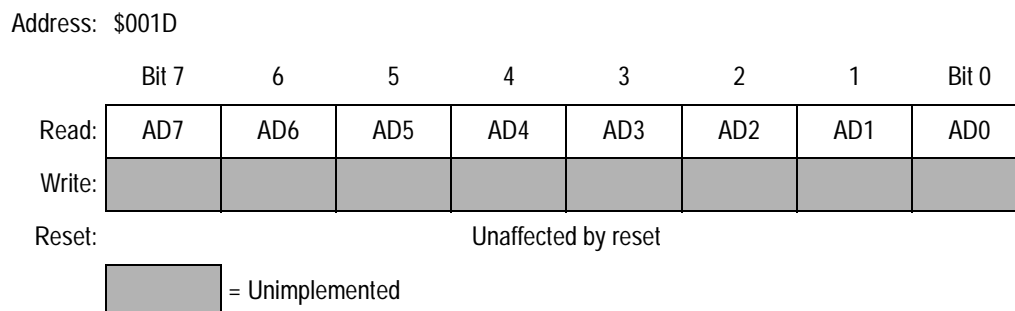 Address: $001D
Bit 7 6 5 4 3 2 1 Bit 0
Read: AD7 AD6 AD5 AD4 AD3 AD2 AD1 AD0
Write:
Reset: Unaffected by reset
= Unimplemented